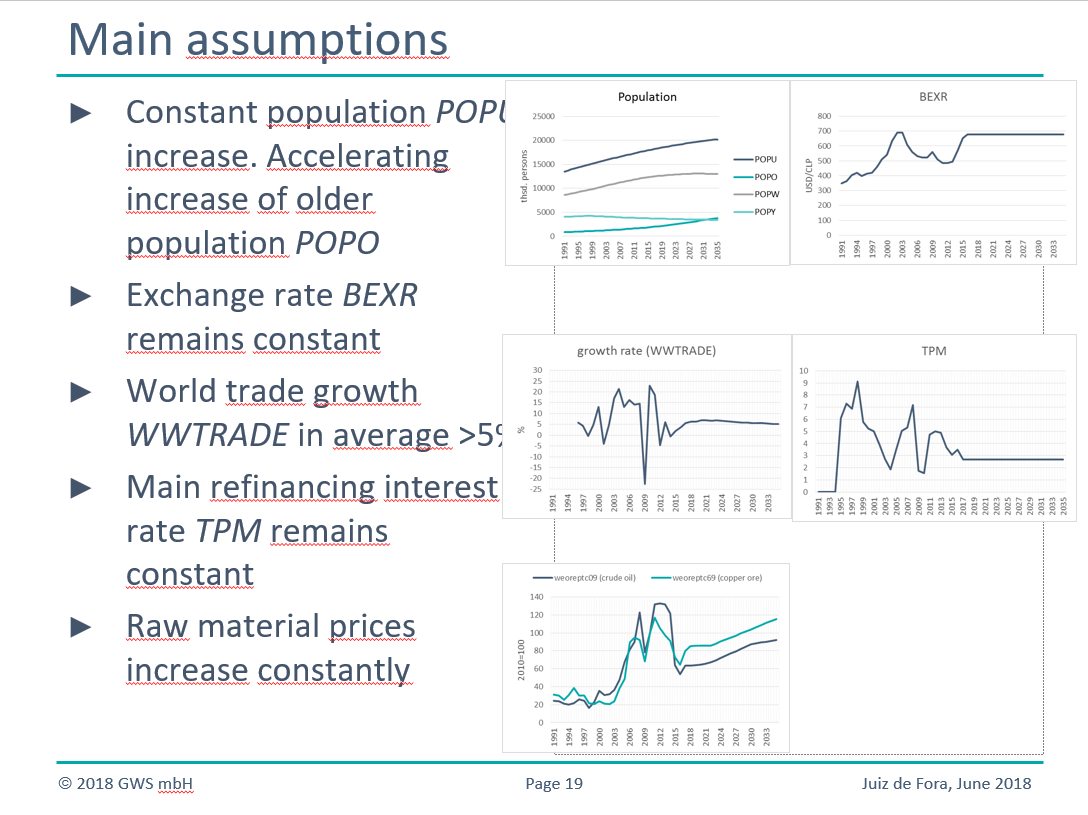 Main assumptions
► Constant population POPU
increase. Accelerating
increase of older
population POPO
► Exchange rate BEXR
remains constant
► World trade growth
WWTRADE in average >5%
► Main refinancing interest
rate TPM remains
constant
► Raw material prices
increase constantly
Population
thsd. persons
25000
20000
15000
10000
5000
0
1991 1995 1999 2003 2007 2011 2015 2019 2023 2027 2031 2035
POPU
POPO
POPW
POPY
BEXR
USD/CLP
800
700
600
500
400
300
200
100
0
1991 1994 1997 2000 2003 2006 2009 2012 2015 2018 2021 2024 2027 2030 2033
growth rate (WWTRADE)
%
30
25
20
15
10
5
0
-5
-10
-15
-20
-25
1991 1994 1997 2000 2003 2006 2009 2012 2015 2018 2021 2024 2027 2030 2033
TPM
10
9
8
7
6
5
4
3
2
1
0
1991 1993 1995 1997 1999 2001 2003 2005 2007 2009 2011 2013 2015 2017 2019 2021 2023 2025 2027 2029 2031 2033 2035
weoreptc09 (crude oil) weoreptc69 (copper ore)
2010=100
140
120
100
80
60
40
20
0
1991 1994 1997 2000 2003 2006 2009 2012 2015 2018 2021 2024 2027 2030 2033
© 2018 GWS mbH Page 19 Juiz de Fora, June 2018